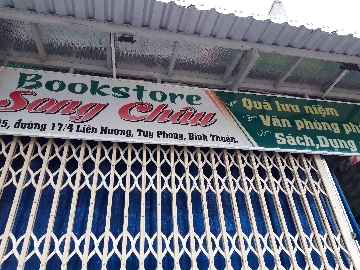 Bookstore
Song Châu
5, đường 17/4 Liên Hương, Tuy Phong, Bình Thuận.
Quà lưu niệm
Văn phòng ph
Sách, Dụng